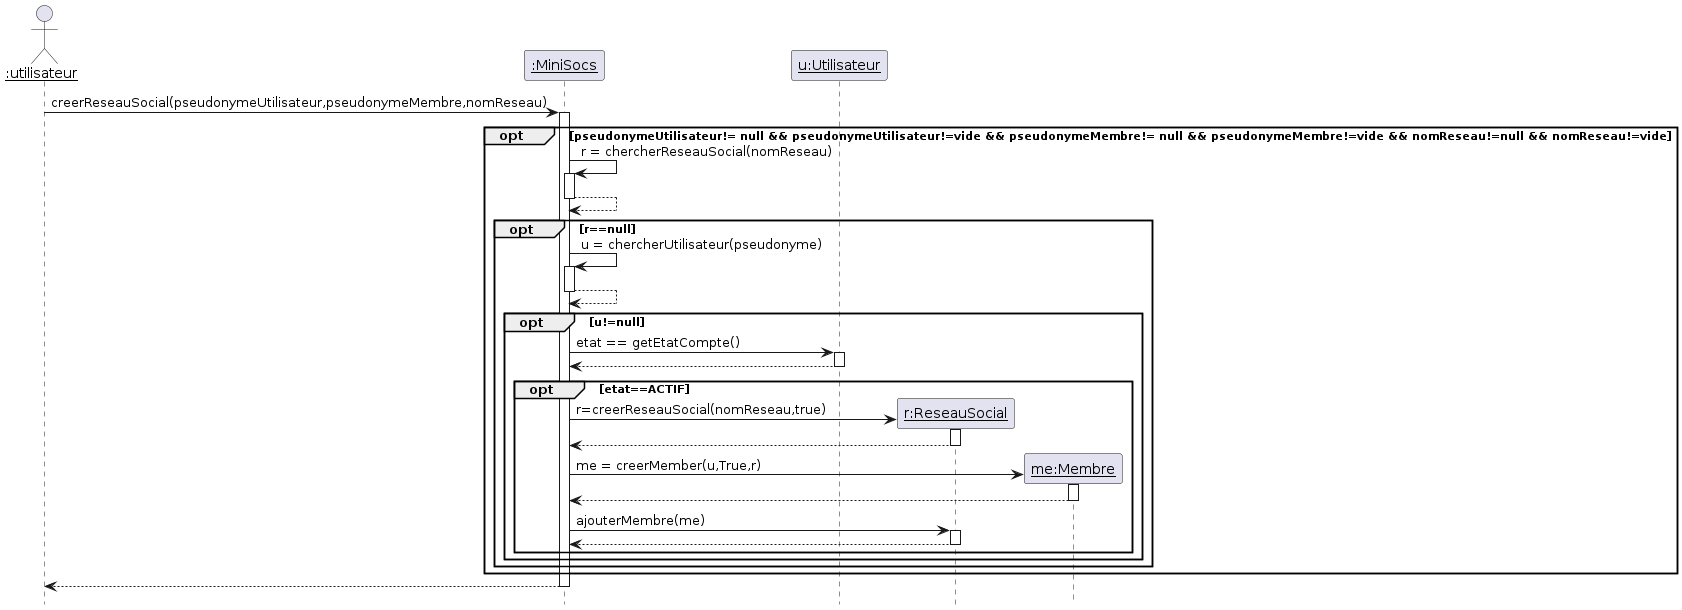 :utilisateur
:MiniSocs
u:Utilisateur
creerReseauSocial(pseudonymeUtilisateur,pseudonymeMembre,nomReseau)
opt [pseudonymeUtilisateur!= null && pseudonymeUtilisateur!=vide && pseudonymeMembre!= null && pseudonymeMembre!=vide && nomReseau!=null && nomReseau!=vide]
r = chercherReseauSocial(nomReseau)
opt [r==null]
u = chercherUtilisateur(pseudonyme)
opt [u!=null]
etat == getEtatCompte()
opt [etat==ACTIF]
r=creerReseauSocial(nomReseau,true)
r:ReseauSocial
me = creerMember(u,True,r)
me:Membre
ajouterMembre(me)